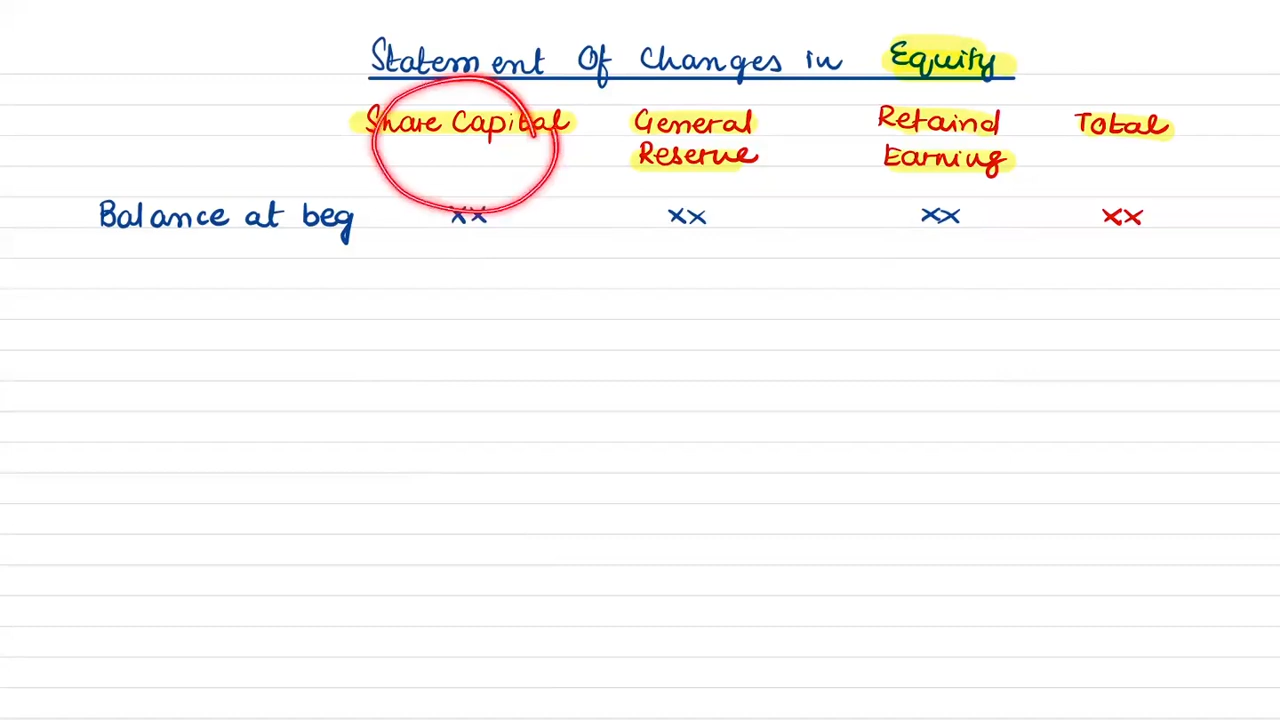 Statement Of Changes in Equity
Share Capital General Retaind Total
Reserve Earning
Balance at beg xx xx xx xx